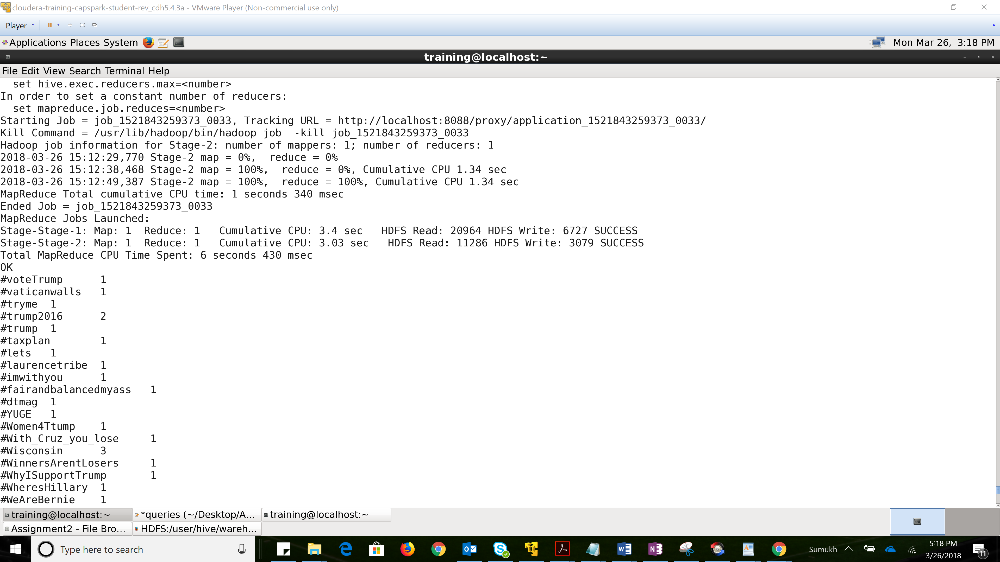 cloudera-training-capspark-student-rev_cdh5.4.3a - VMware Player (Non-commercial use only)
Player
Applications Places System
Mon Mar 26, 3:18 PM
training@localhost:~
File Edit View Search Terminal Help
  set hive.exec.reducers.max=<number>
In order to set a constant number of reducers:
  set mapreduce.job.reduces=<number>
Starting Job = job_1521843259373_0033, Tracking URL = http://localhost:8088/proxy/application_1521843259373_0033/
Kill Command = /usr/lib/hadoop/bin/hadoop job  -kill job_1521843259373_0033
Hadoop job information for Stage-2: number of mappers: 1; number of reducers: 1
2018-03-26 15:12:29,770 Stage-2 map = 0%,  reduce = 0%
2018-03-26 15:12:38,468 Stage-2 map = 100%,  reduce = 0%, Cumulative CPU 1.34 sec
2018-03-26 15:12:49,387 Stage-2 map = 100%,  reduce = 100%, Cumulative CPU 1.34 sec
MapReduce Total cumulative CPU time: 1 seconds 340 msec
Ended Job = job_1521843259373_0033
MapReduce Jobs Launched:
Stage-Stage-1: Map: 1  Reduce: 1   Cumulative CPU: 3.4 sec   HDFS Read: 20964 HDFS Write: 6727 SUCCESS
Stage-Stage-2: Map: 1  Reduce: 1   Cumulative CPU: 3.03 sec   HDFS Read: 11286 HDFS Write: 3079 SUCCESS
Total MapReduce CPU Time Spent: 6 seconds 430 msec
OK
#voteTrump	1
#vaticanwalls	1
#tryme	1
#trump2016	2
#trump	1
#taxplan	1
#lets	1
#laurencetribe	1
#imwithyou	1
#fairandbalancedmyass	1
#dtmag	1
#YUGE	1
#Women4Ttump	1
#With_Cruz_you_lose	1
#Wisconsin	3
#WinnersArentLosers	1
#WhyISupportTrump	1
#WheresHillary	1
#WeAreBernie	1
training@localhost:~
*queries (~/Desktop/A...
training@localhost:~
Assignment2 - File Bro...
HDFS:/user/hive/wareh...
Type here to search
Sumukh
5:18 PM
3/26/2018
11